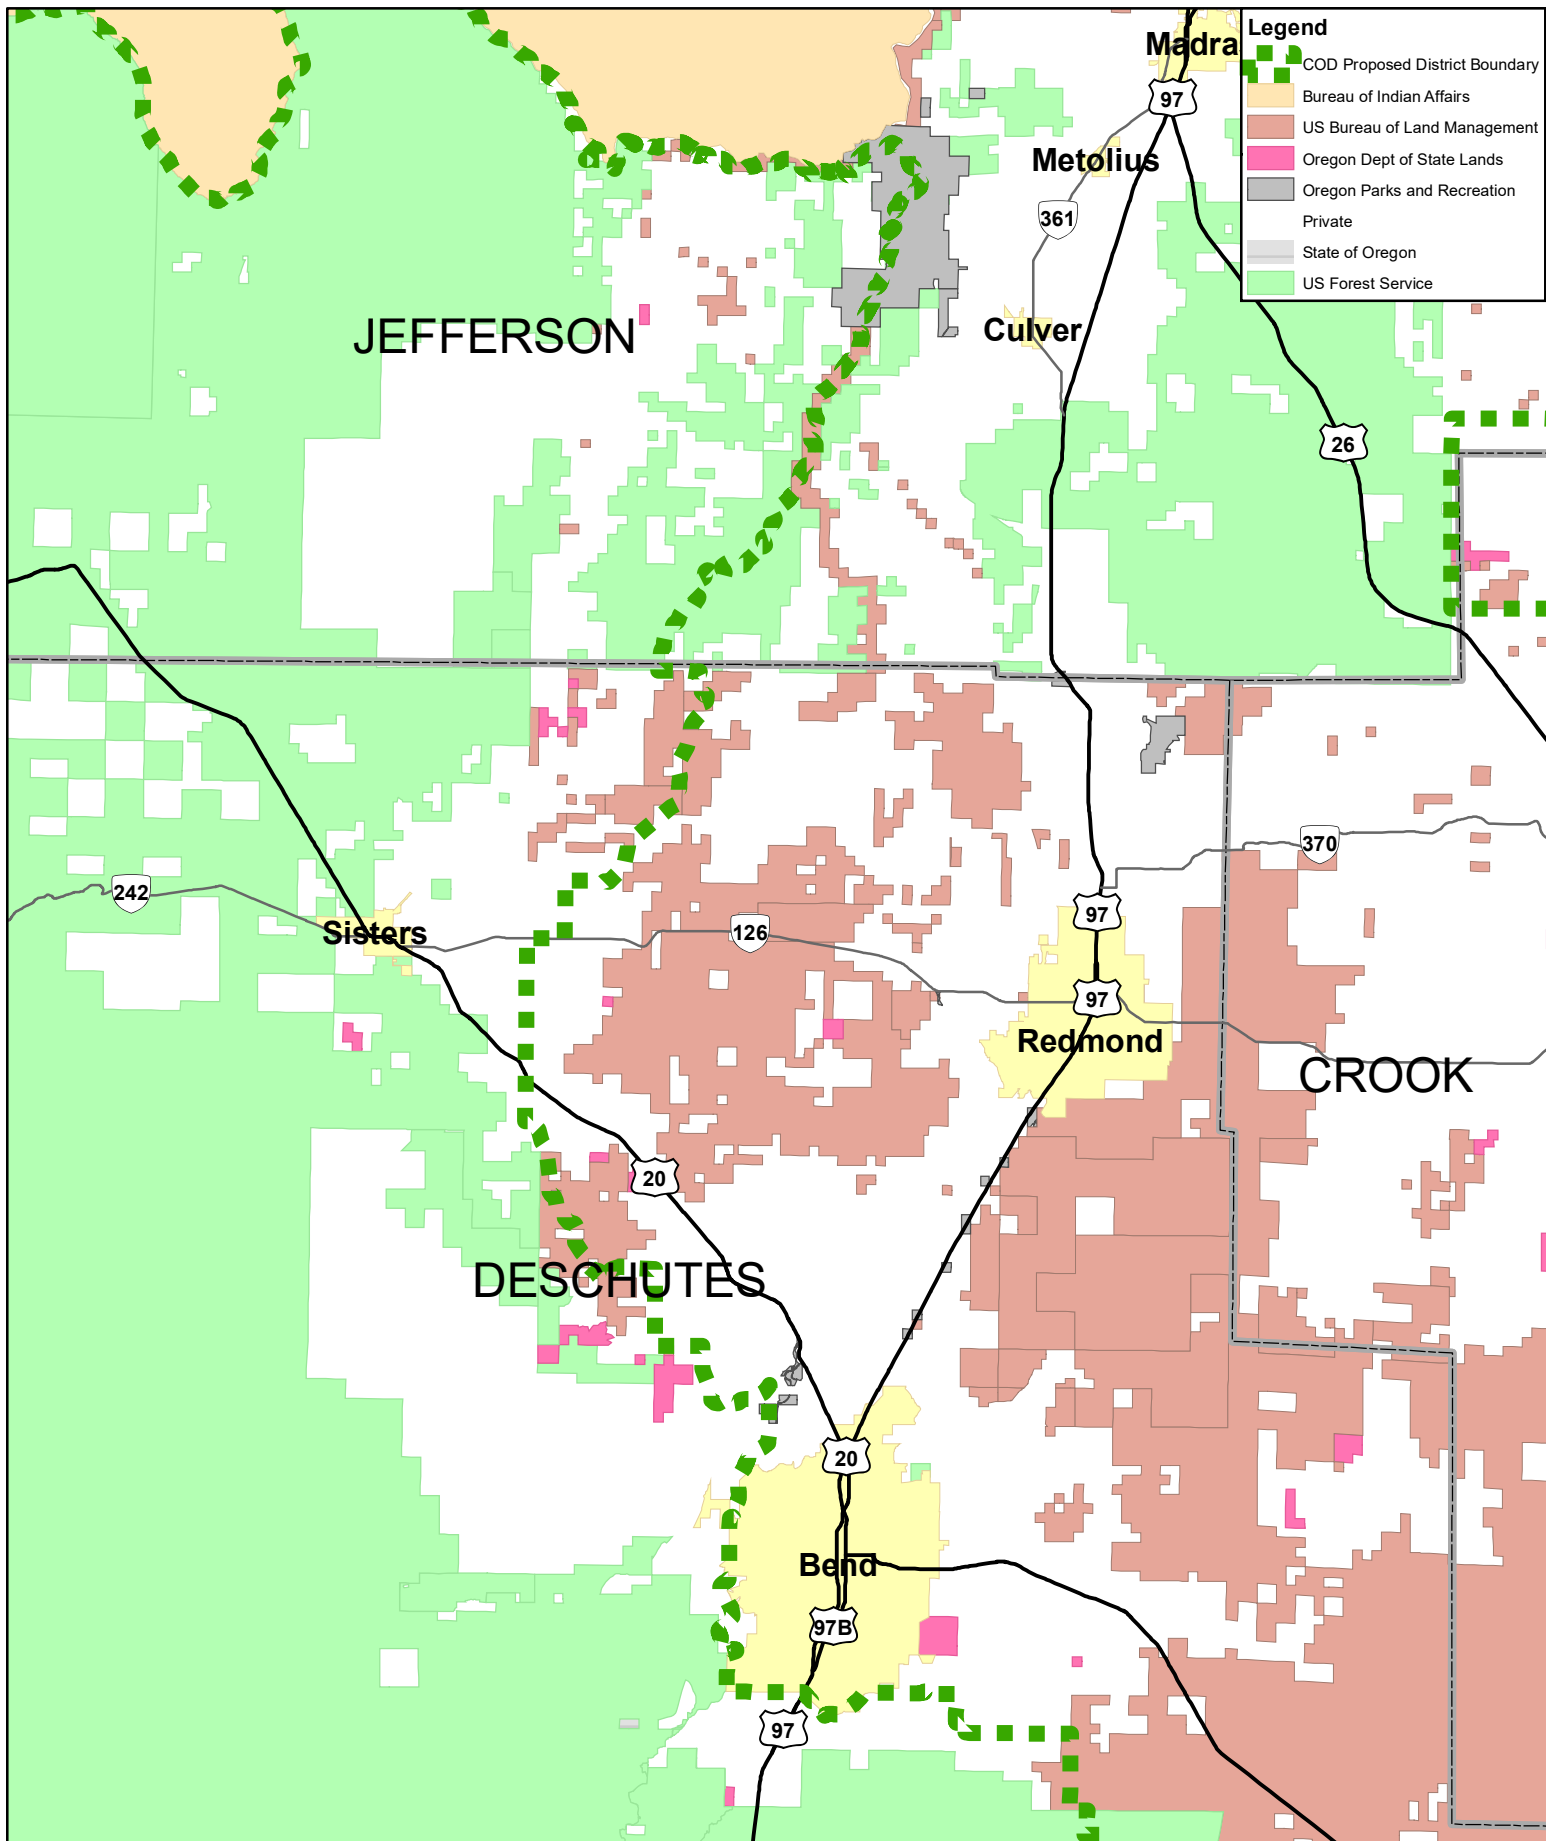 Legend
COD Proposed District Boundary
Bureau of Indian Affairs
US Bureau of Land Management
Oregon Dept of State Lands
Oregon Parks and Recreation
Private
State of Oregon
US Forest Service
Madra
97
Metolius
361
JEFFERSON
Culver
26
370
242
Sisters
126
97
97
Redmond
CROOK
20
DESCHUTES
20
Bend
97B
97